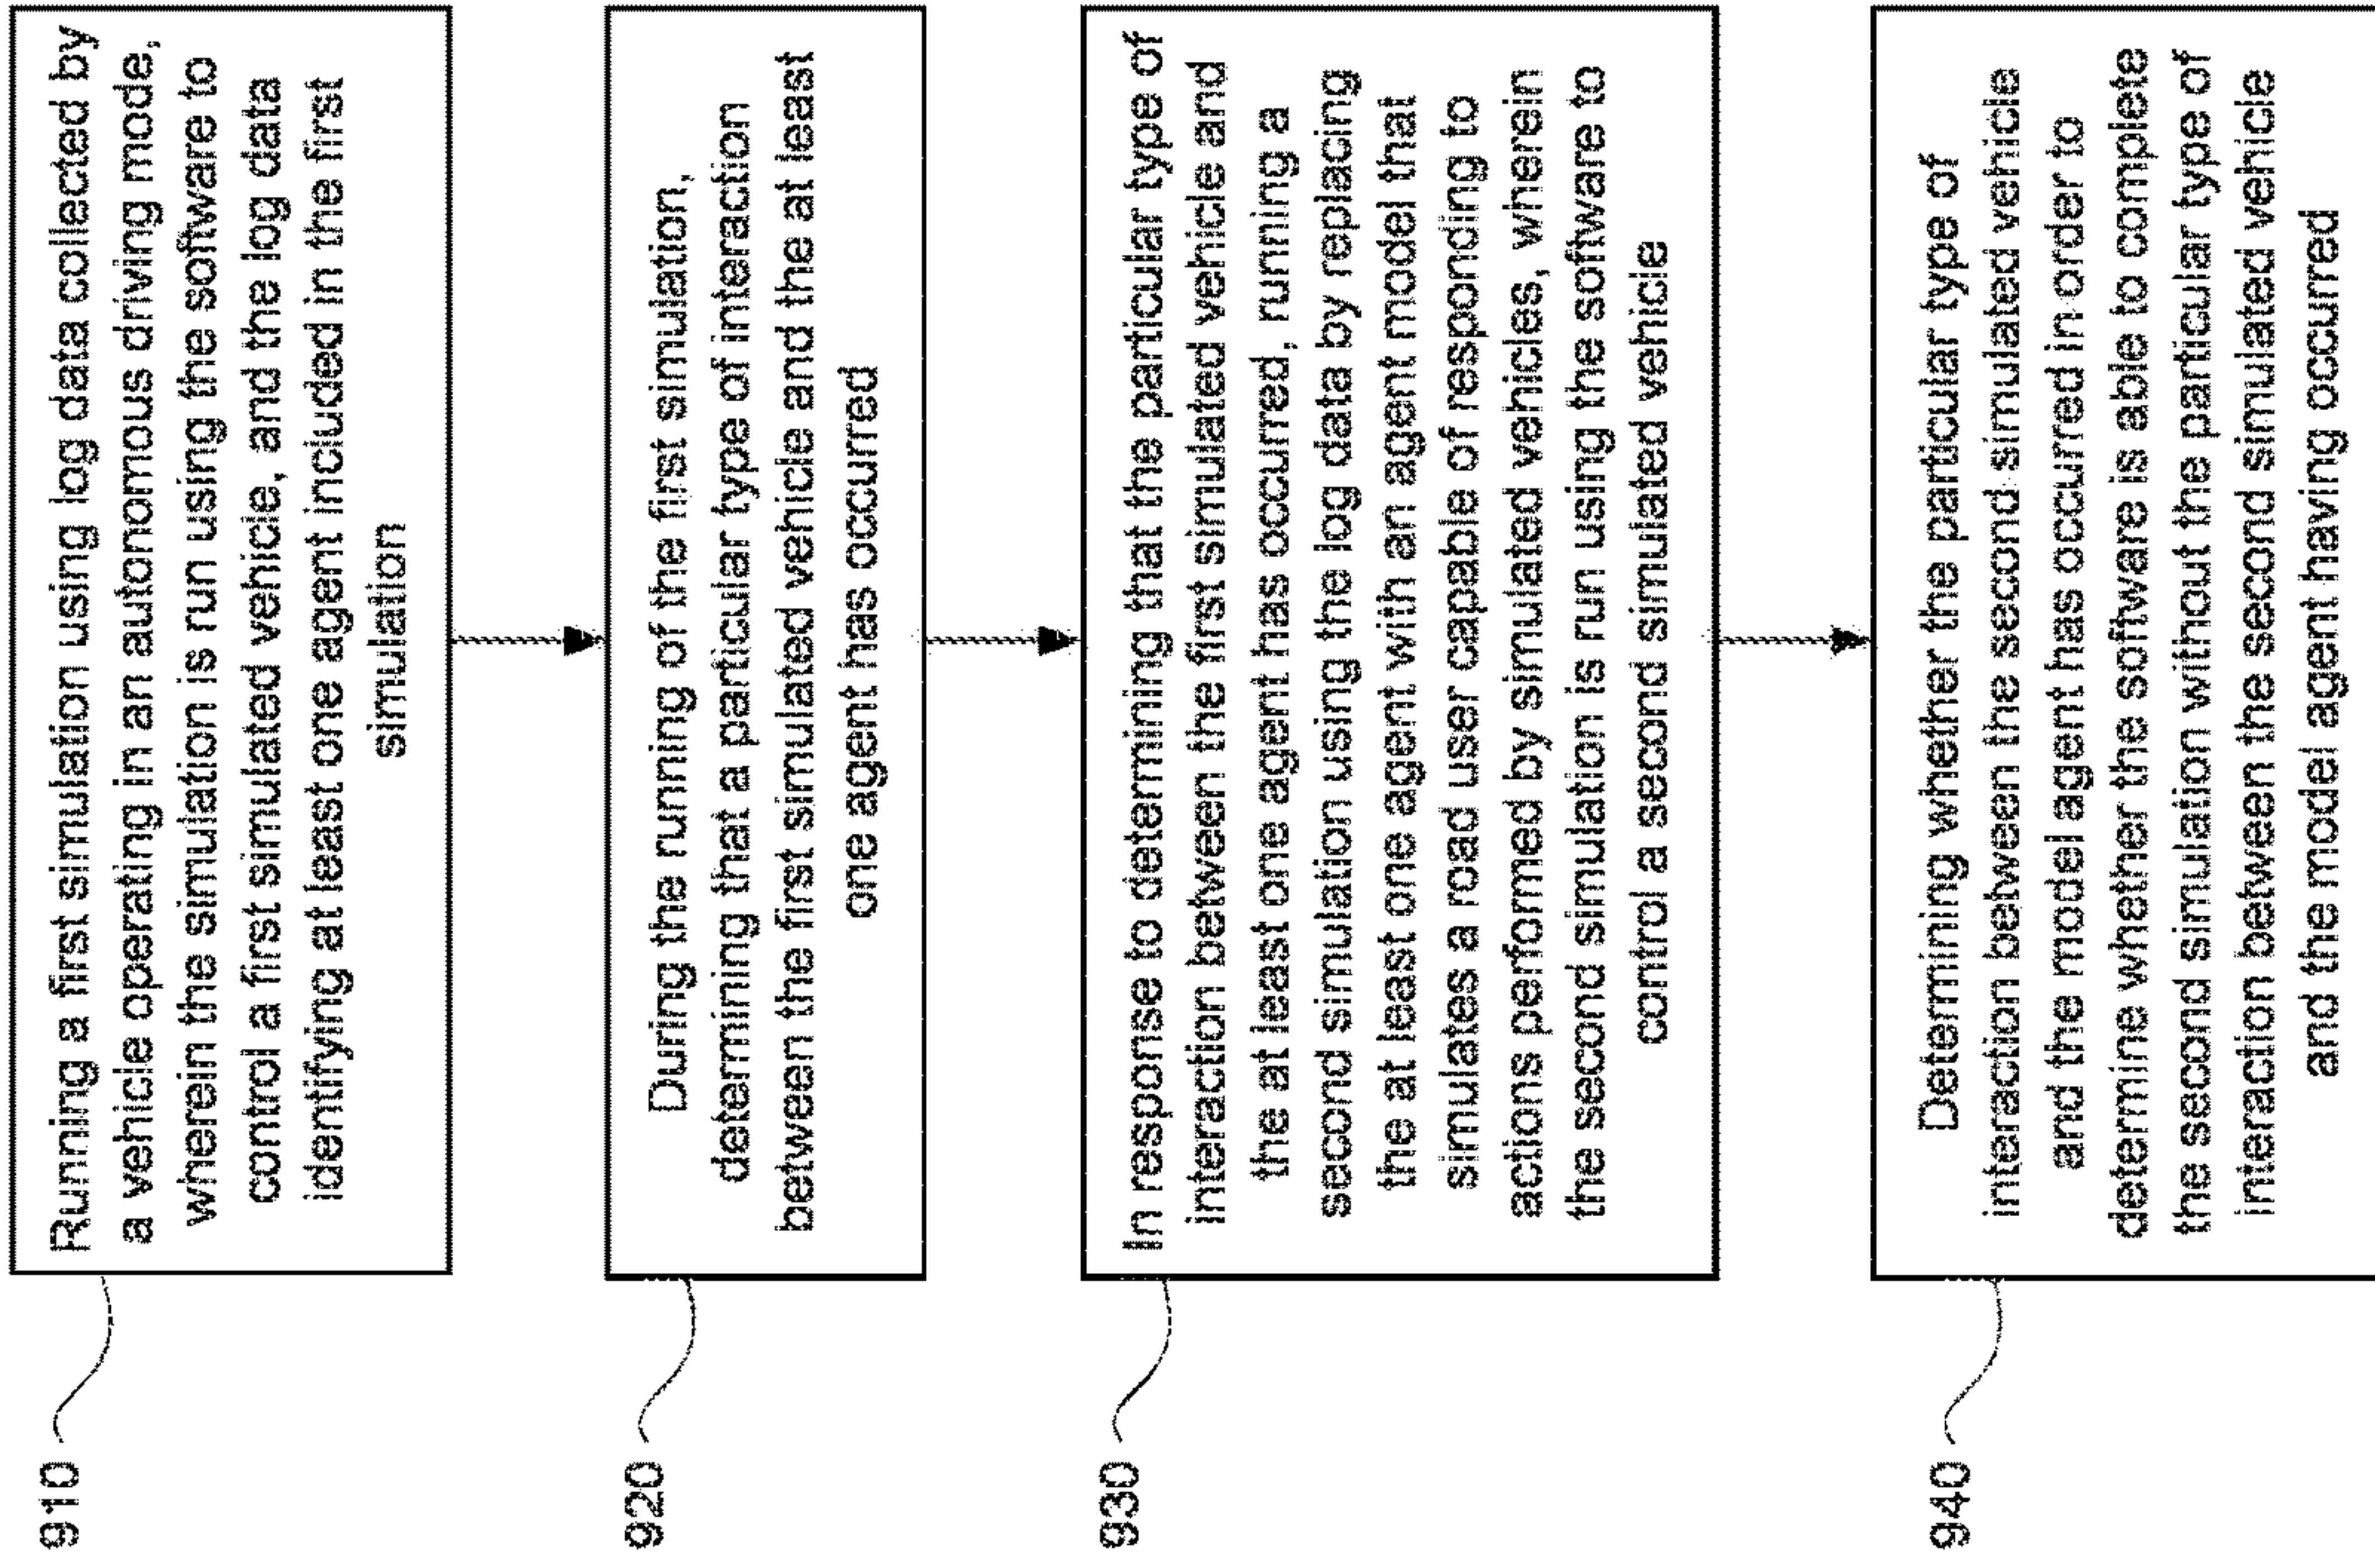 910
Running a first simulation using log data collected by
a vehicle operating in an autonomous driving mode,
wherein the simulation is run using the software to
control a first simulated vehicle, and the log data
identifying at least one agent included in the first
simulation
920
During the running of the first simulation,
determining that a particular type of interaction
between the first simulated vehicle and the at least
one agent has occurred
930
In response to determining that the particular type of
interaction between the first simulated vehicle and
the at least one agent has occurred, running a
second simulation using the log data by replacing
the at least one agent with an agent model that
simulates a road user capable of responding to
actions performed by simulated vehicles, wherein
the second simulation is run using the software to
control a second simulated vehicle
940
Determining whether the particular type of
interaction between the second simulated vehicle
and the model agent has occurred in order to
determine whether the software is able to complete
the second simulation without the particular type of
interaction between the second simulated vehicle
and the model agent having occurred